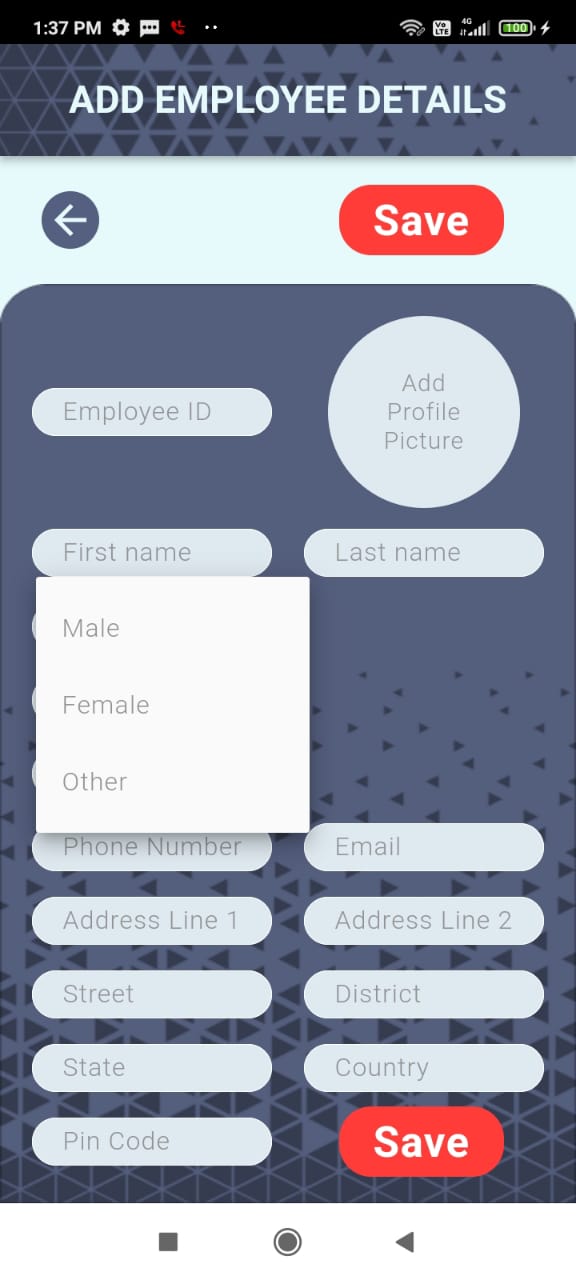 1:37 PM
Vo LTE 4G 100
ADD EMPLOYEE DETAILS
Save
Add
Profile
Picture
Employee ID
First name Last name
Male
Female
Other
Phone Number Email
Address Line 1 Address Line 2
Street District
State Country
Pin Code Save